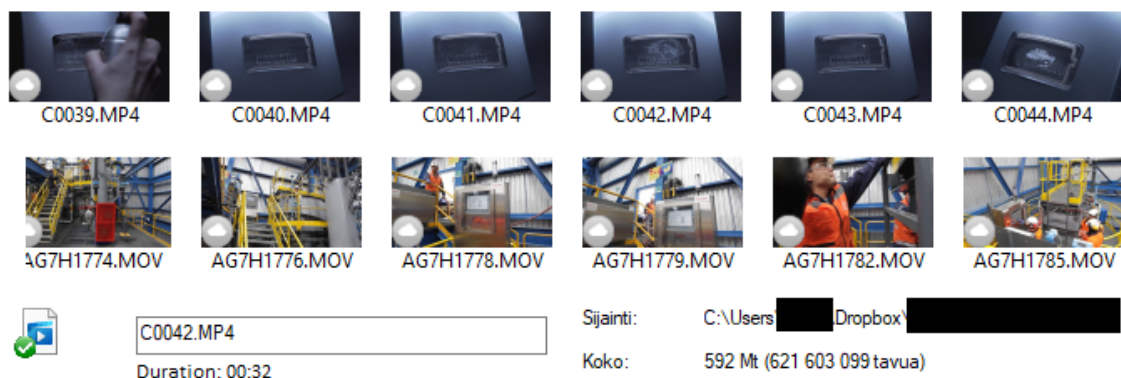 C0039.MP4 C0040.MP4 C0041.MP4 C0042.MP4 C0043.MP4 C0044.MP4
AG7H1774.MOV AG7H1776.MOV AG7H1778.MOV AG7H1779.MOV AG7H1782.MOV AG7H1785.MOV
C0042.MP4
Duration: 00:32
Sijainti: C:\Users\ .Dropbox\
Koko: 592 Mt (621 603 099 tavua)